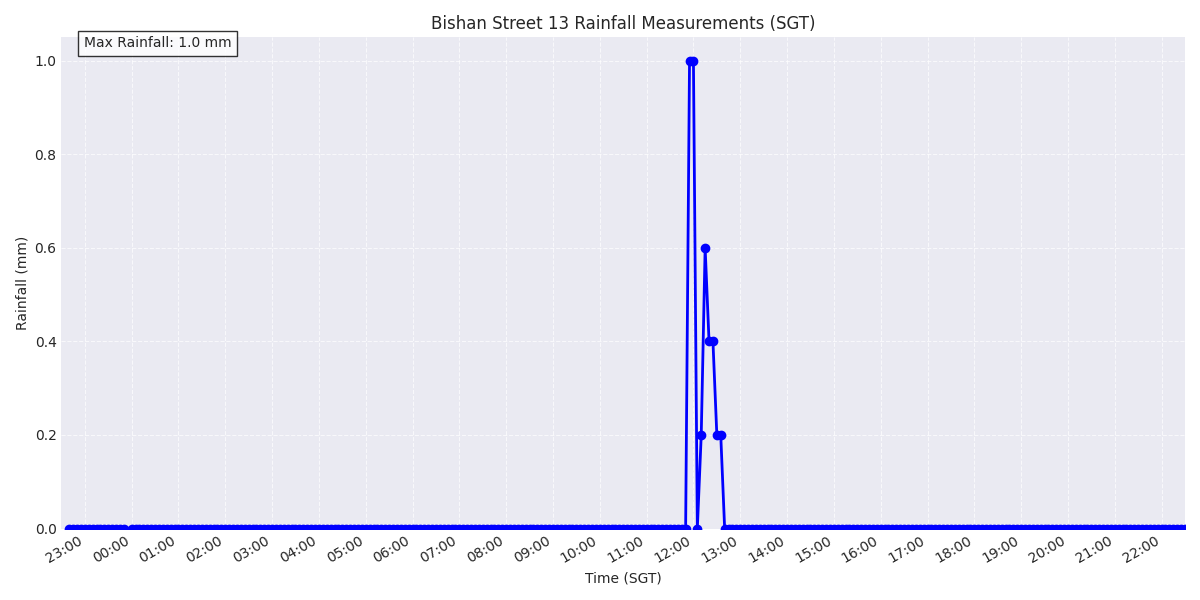 Bishan Street 13 Rainfall Measurements (SGT)
Max Rainfall: 1.0 mm
Rainfall (mm)
1.0
0.8
0.6
0.4
0.2
0.0
23:00 00:00 01:00 02:00 03:00 04:00 05:00 06:00 07:00 08:00 09:00 10:00 11:00 12:00 13:00 14:00 15:00 16:00 17:00 18:00 19:00 20:00 21:00 22:00
Time (SGT)